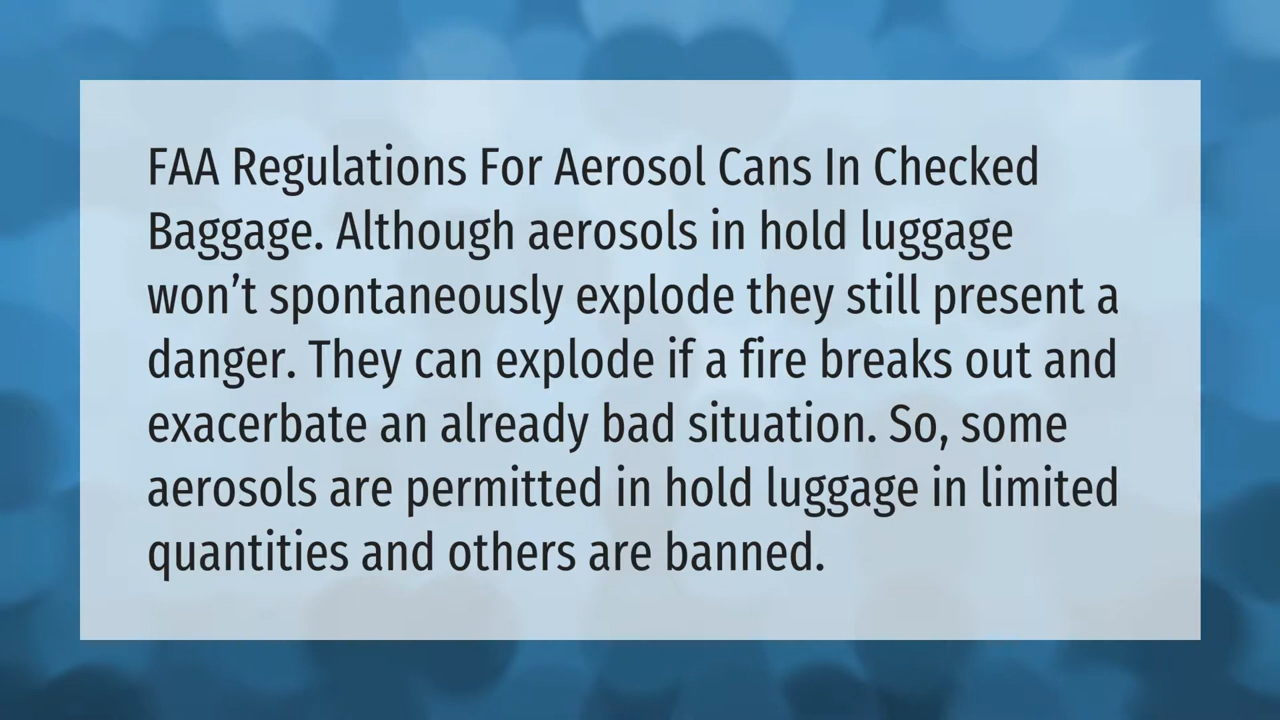 FAA Regulations For Aerosol Cans In Checked
Baggage. Although aerosols in hold luggage
won’t spontaneously explode they still present a
danger. They can explode if a fire breaks out and
exacerbate an already bad situation. So, some
aerosols are permitted in hold luggage in limited
quantities and others are banned.